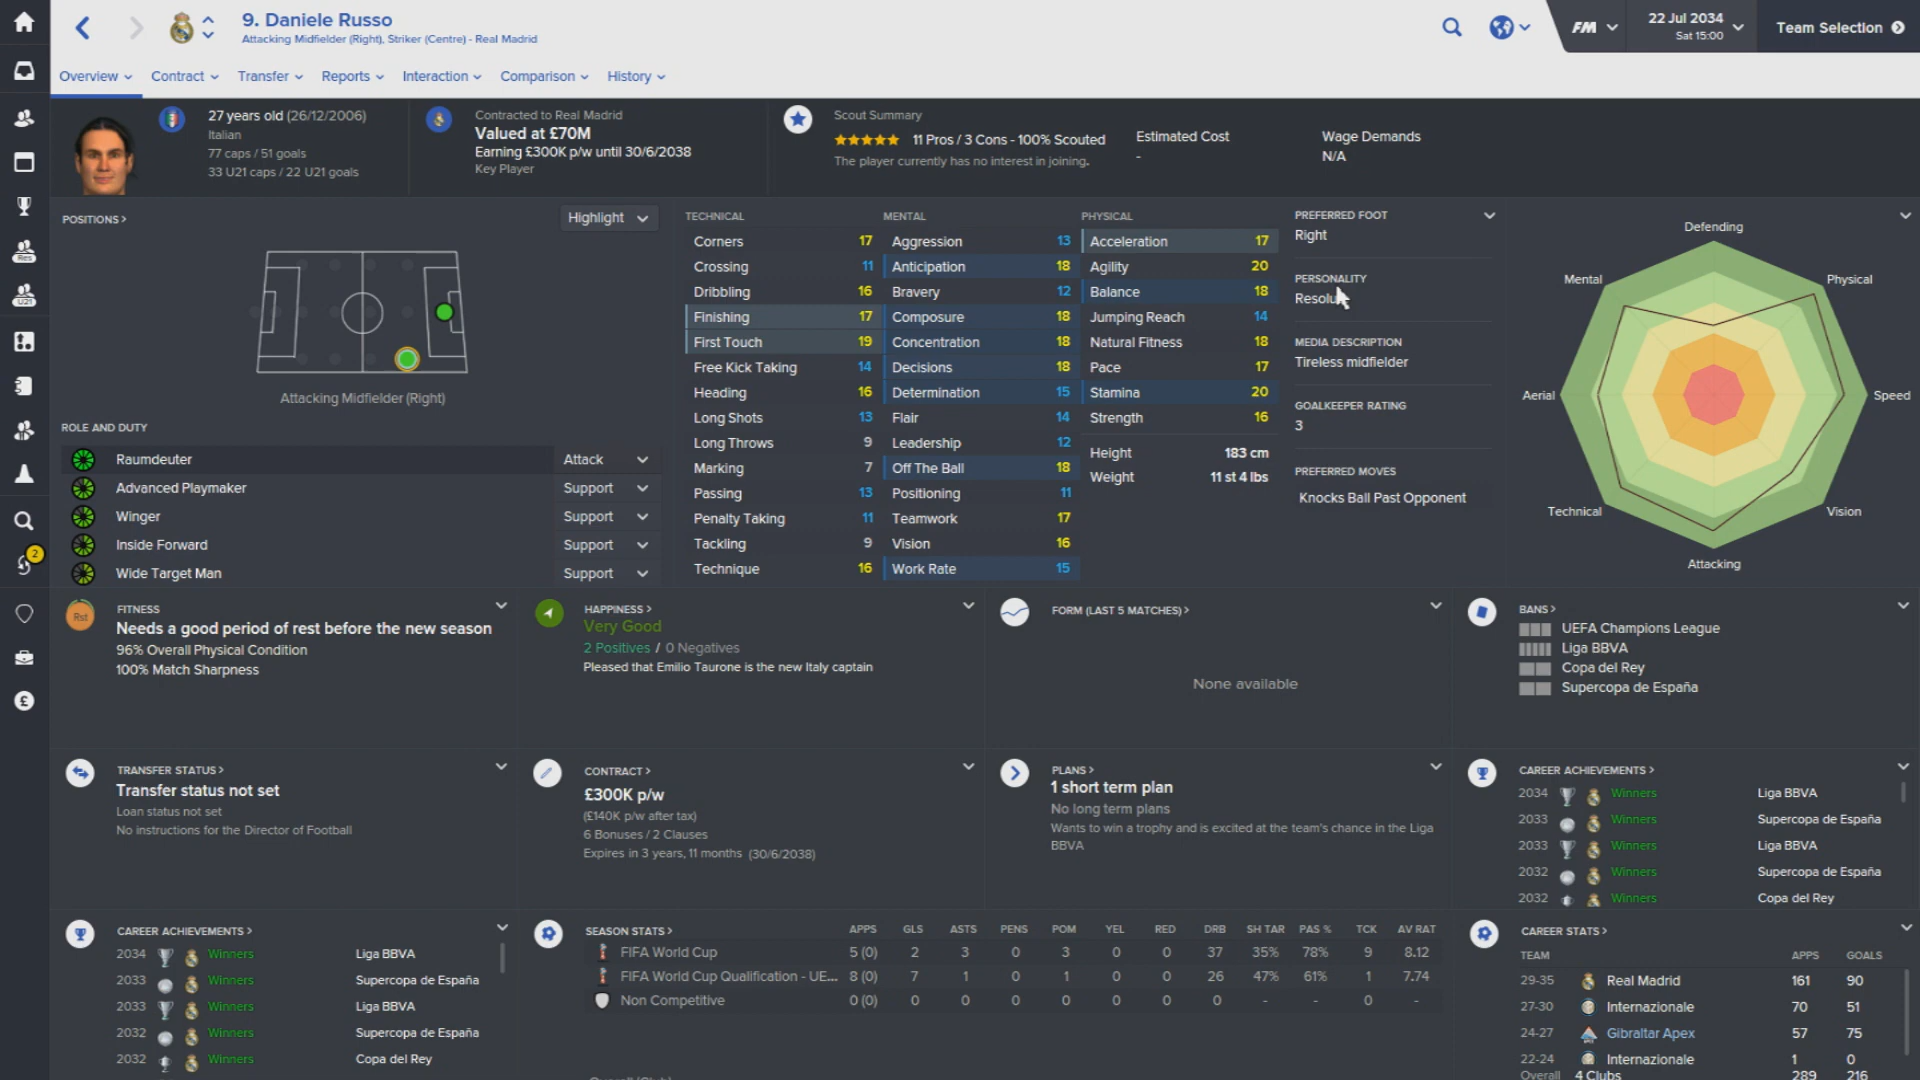 9. Daniele Russo
Attacking Midfielder (Right), Striker (Centre) - Real Madrid
FM
22 Jul 2034
Sat 15:00
Team Selection
Overview
Contract
Transfer
Reports
Interaction
Comparison
History
27 years old (26/12/2006)
Italian
77 caps / 51 goals
33 U21 caps / 22 U21 goals
Contracted to Real Madrid
Valued at £70M
Earning £300K p/w until 30/6/2038
Key Player
Scout Summary
11 Pros / 3 Cons - 100% Scouted
The player currently has no interest in joining.
Estimated Cost
-
Wage Demands
N/A
Res
U21
2
POSITIONS >
Highlight
Attacking Midfielder (Right)
ROLE AND DUTY
Raumdeuter Attack
Advanced Playmaker Support
Winger Support
Inside Forward Support
Wide Target Man Support
TECHNICAL
Corners 17
Crossing 11
Dribbling 16
Finishing 17
First Touch 19
Free Kick Taking 14
Heading 16
Long Shots 13
Long Throws 9
Marking 7
Passing 13
Penalty Taking 11
Tackling 9
Technique 16
MENTAL
Aggression 13
Anticipation 18
Bravery 12
Composure 18
Concentration 18
Decisions 18
Determination 15
Flair 14
Leadership 12
Off The Ball 18
Positioning 11
Teamwork 17
Vision 16
Work Rate 15
PHYSICAL
Acceleration 17
Agility 20
Balance 18
Jumping Reach 14
Natural Fitness 18
Pace 17
Stamina 20
Strength 16
Height 183 cm
Weight 11 st 4 lbs
PREFERRED FOOT
Right
PERSONALITY
MEDIA DESCRIPTION
Tireless midfielder
GOALKEEPER RATING
3
PREFERRED MOVES
Knocks Ball Past Opponent
Defending
Physical
Speed
Vision
Attacking
Technical
Aerial
Mental
Rst
FITNESS
Needs a good period of rest before the new season
96% Overall Physical Condition
100% Match Sharpness
HAPPINESS >
Very Good
2 Positives / 0 Negatives
Pleased that Emilio Taurone is the new Italy captain
FORM (LAST 5 MATCHES) >
None available
BANS >
UEFA Champions League
Liga BBVA
Copa del Rey
Supercopa de España
TRANSFER STATUS >
Transfer status not set
Loan status not set
No instructions for the Director of Football
CONTRACT >
£300K p/w
(£140K p/w after tax)
6 Bonuses / 2 Clauses
Expires in 3 years, 11 months (30/6/2038)
PLANS >
1 short term plan
No long term plans
Wants to win a trophy and is excited at the team's chance in the Liga
BBVA
CAREER ACHIEVEMENTS >
2034 Winners Liga BBVA
2033 Winners Supercopa de España
2033 Winners Liga BBVA
2032 Winners Supercopa de España
2032 Winners Copa del Rey
CAREER ACHIEVEMENTS >
2034 Winners Liga BBVA
2033 Winners Supercopa de España
2033 Winners Liga BBVA
2032 Winners Supercopa de España
2032 Winners Copa del Rey
SEASON STATS > APPS GLS ASTS PENS POM YEL RED DRB SH TAR PAS % TCK AV RAT
FIFA World Cup 5 (0) 2 3 0 3 0 0 37 35% 78% 9 8.12
FIFA World Cup Qualification - UE... 8 (0) 7 1 0 1 0 0 26 47% 61% 1 7.74
Non Competitive 0 (0) 0 0 0 0 0 0 0 - - 0 -
CAREER STATS >
TEAM APPS GOALS
29-35 Real Madrid 161 90
27-30 Internazionale 70 51
24-27 Gibraltar Apex 57 75
22-24 Internazionale 1 0
Overall 4 Clubs 289 216